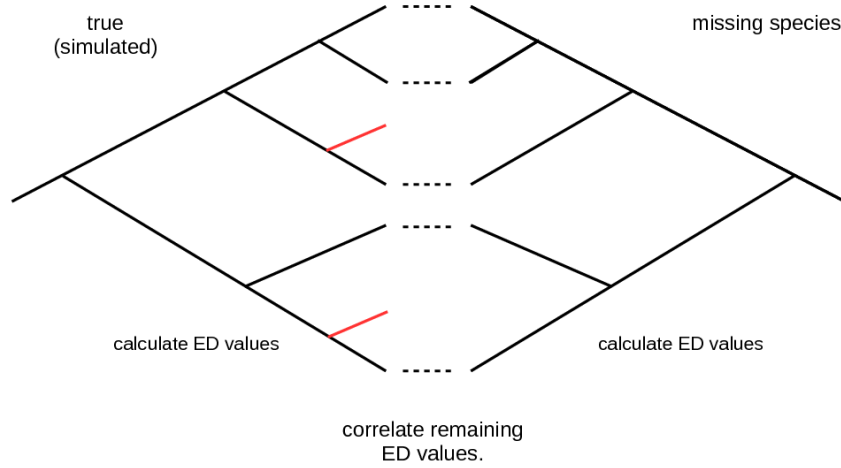 true
(simulated)
missing species
calculate ED values
calculate ED values
correlate remaining
ED values.